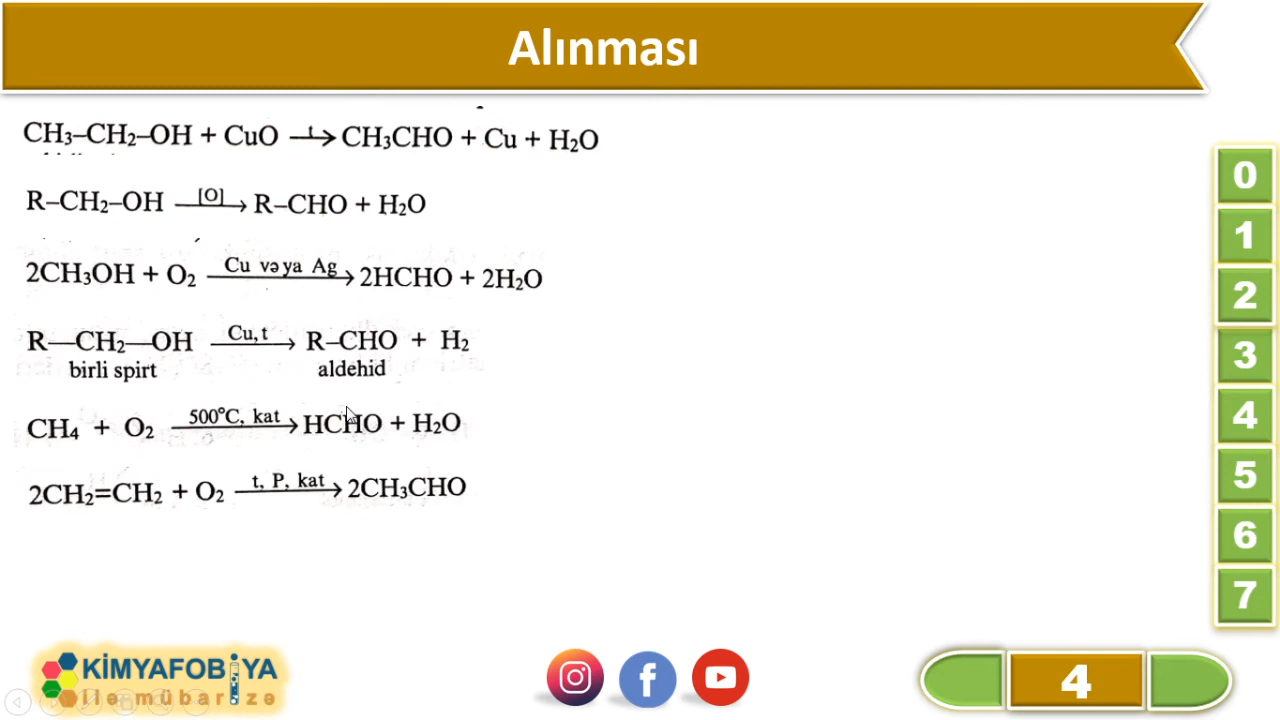 Alınması
CH₃–CH₂–OH + CuO —t→ CH₃CHO + Cu + H₂O
R–CH₂–OH —[O]→ R–CHO + H₂O
2CH₃OH + O₂ —Cu və ya Ag→ 2HCHO + 2H₂O
R—CH₂—OH —Cu, t→ R–CHO + H₂
birli spirt aldehid
CH₄ + O₂ —500°C, kat→ HCHO + H₂O
2CH₂=CH₂ + O₂ —t, P, kat→ 2CH₃CHO
0
1
2
3
4
5
6
7
KİMYAFOBİYA
ilə mübarizə
4